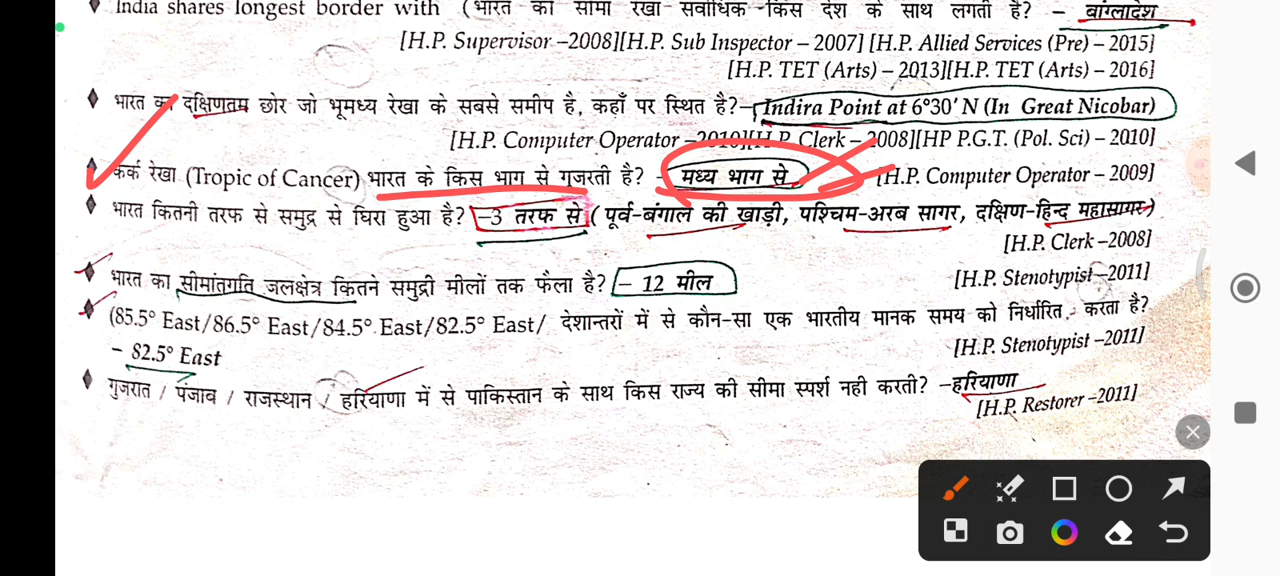 India shares longest border with (भारत की सीमा रेखा सर्वाधिक किस देश के साथ लगती है? – बांग्लादेश
[H.P. Supervisor –2008][H.P. Sub Inspector – 2007] [H.P. Allied Services (Pre) – 2015]
[H.P. TET (Arts) – 2013][H.P. TET (Arts) – 2016]
भारत का दक्षिणतम छोर जो भूमध्य रेखा के सबसे समीप है, कहाँ पर स्थित है?– Indira Point at 6°30' N (In Great Nicobar)
[H.P. Computer Operator –2010][H.P. Clerk – 2008][HP P.G.T. (Pol. Sci) – 2010]
कर्क रेखा (Tropic of Cancer) भारत के किस भाग से गुजरती है? – मध्य भाग से [H.P. Computer Operator – 2009]
भारत कितनी तरफ से समुद्र से घिरा हुआ है? –3 तरफ से ( पूर्व-बंगाल की खाड़ी, पश्चिम-अरब सागर, दक्षिण-हिन्द महासागर)
[H.P. Clerk –2008]
भारत का सीमांतगति जलक्षेत्र कितने समुद्री मीलों तक फैला है? – 12 मील [H.P. Stenotypist –2011]
(85.5° East/86.5° East/84.5° East/82.5° East/ देशान्तरों में से कौन-सा एक भारतीय मानक समय को निर्धारित करता है?
– 82.5° East [H.P. Stenotypist –2011]
गुजरात / पंजाब / राजस्थान / हरियाणा में से पाकिस्तान के साथ किस राज्य की सीमा स्पर्श नही करती? –हरियाणा
[H.P. Restorer –2011]